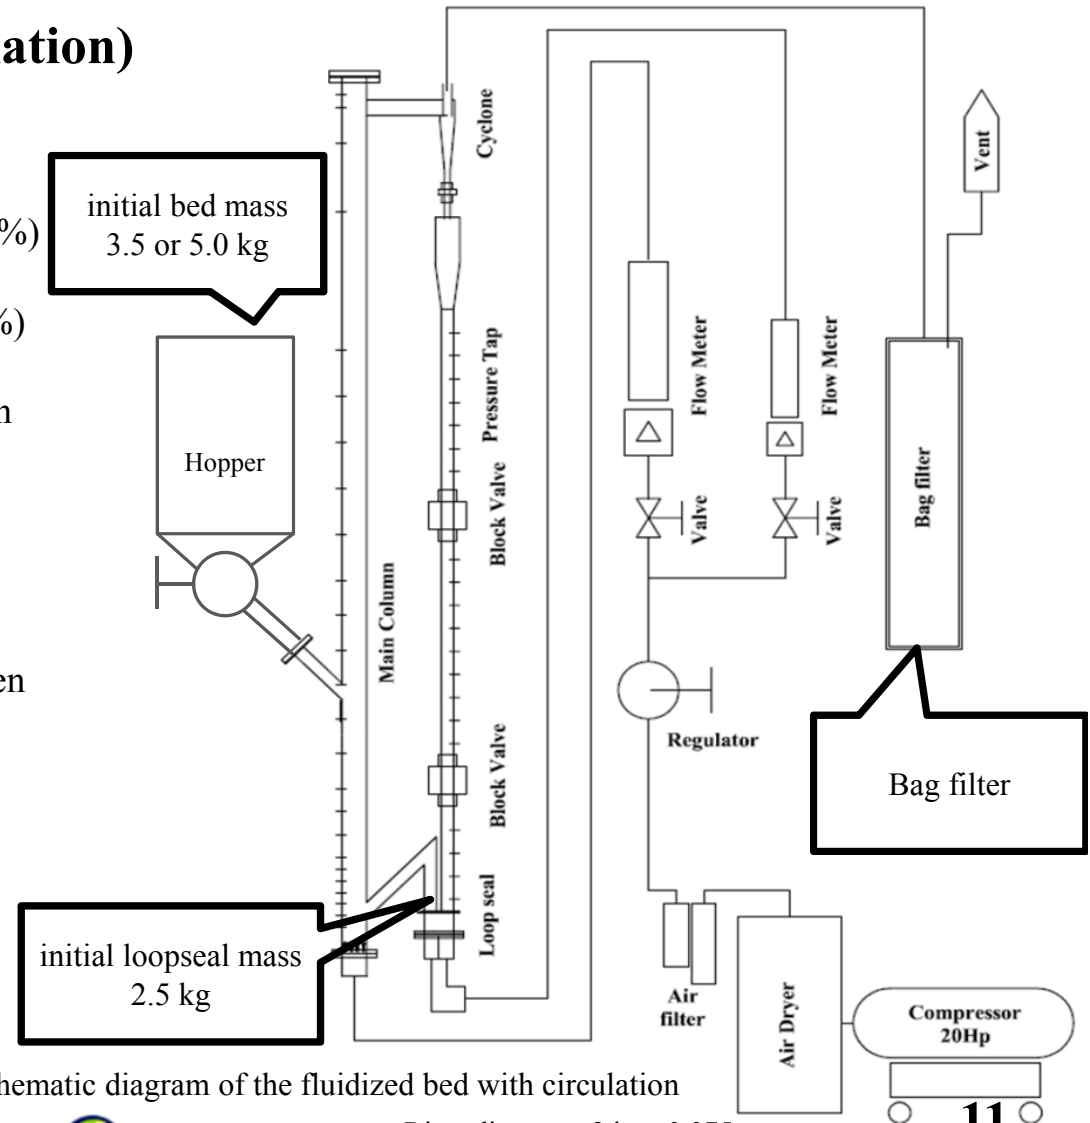 ation)
initial bed mass
3.5 or 5.0 kg
%)
%)
n
en
Hopper
Cyclone
Pressure Tap
Block Valve
Main Column
Block Valve
Loop seal
Flow Meter
Flow Meter
Valve
Valve
Vent
Bag filter
Regulator
Bag filter
initial loopseal mass
2.5 kg
Air
filter
Air Dryer
Compressor
20Hp
hematic diagram of the fluidized bed with circulation
11